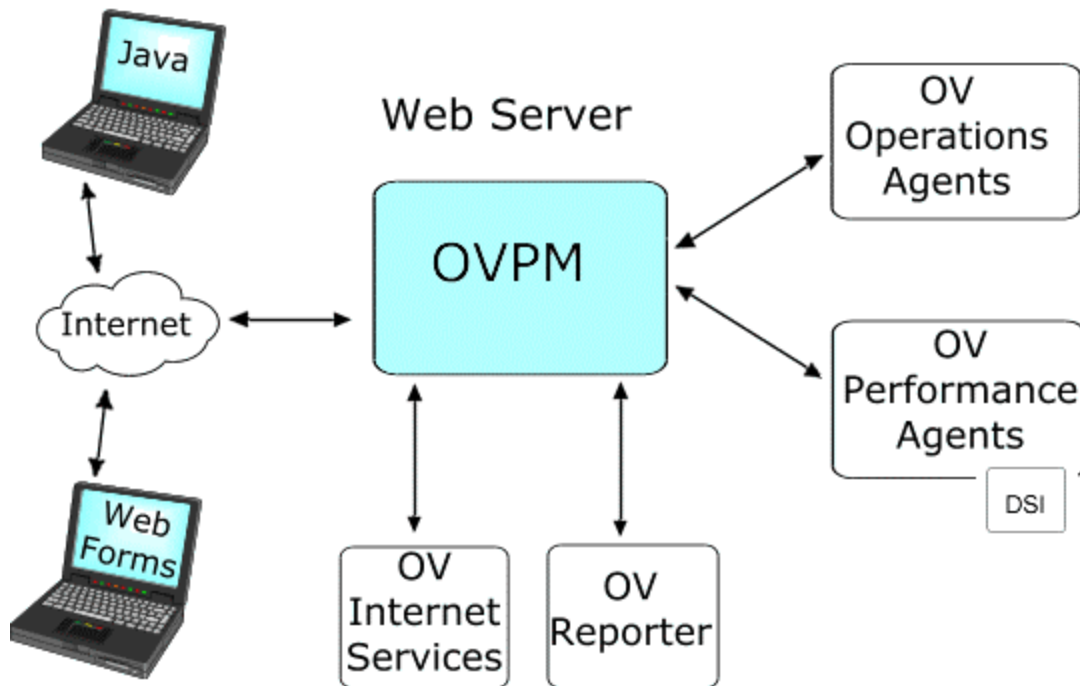 Java
Web Server
OV
Operations
Agents
OVPM
Internet
OV
Performance
Agents
DSI
Web
Forms
OV
Internet
Services
OV
Reporter